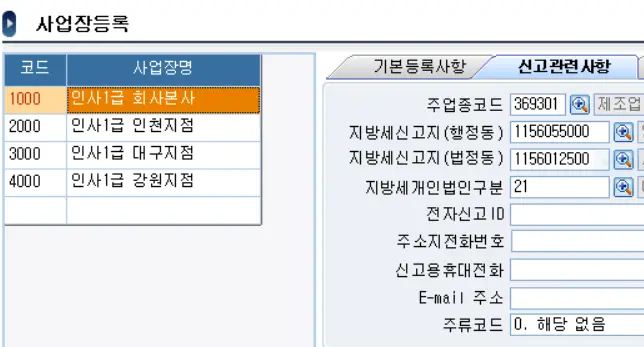 사업장등록
코드 사업장명
1000 인사1급 회사본사
2000 인사1급 인천지점
3000 인사1급 대구지점
4000 인사1급 강원지점
기본등록사항 신고관련사항
주업종코드 369301 제조업
지방세신고지(행정동) 1156055000
지방세신고지(법정동) 1156012500
지방세개인법인구분 21
전자신고ID
주소지전화번호
신고용휴대전화
E-mail 주소
주류코드 0. 해당 없음